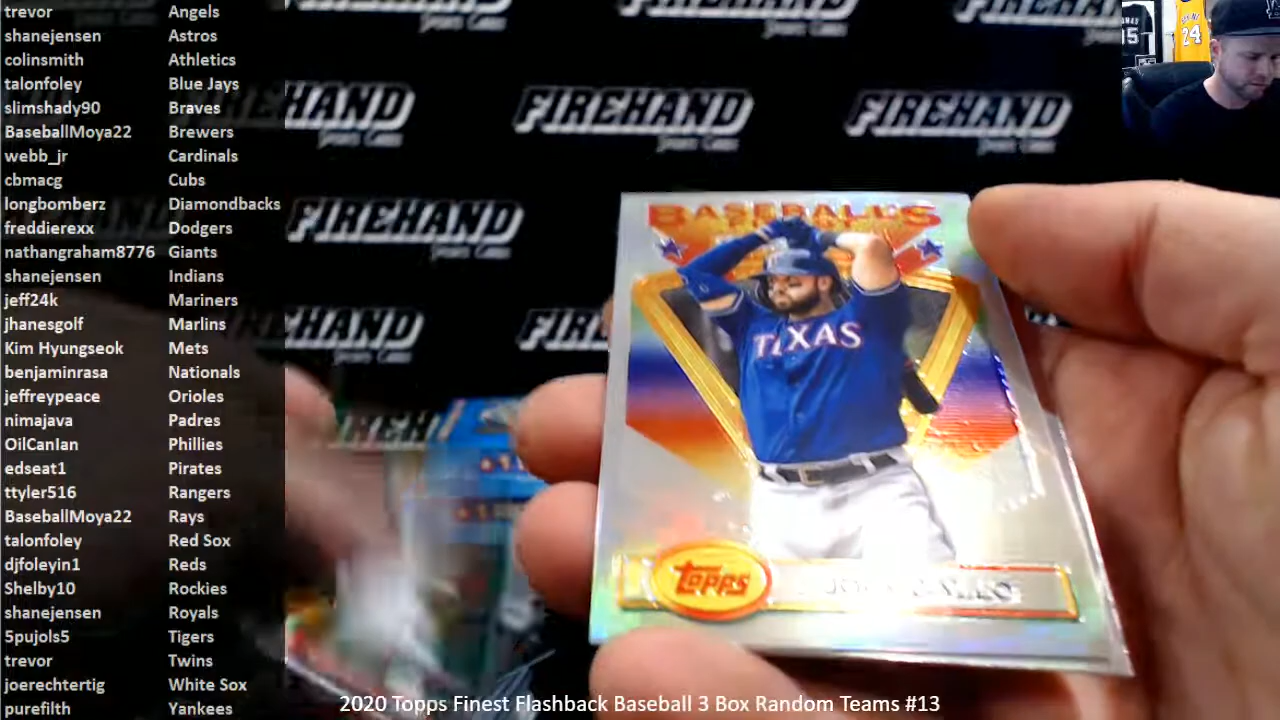 trevor Angels
shanejensen Astros
colinsmith Athletics
talonfoley Blue Jays
slimshady90 Braves
BaseballMoya22 Brewers
webb_jr Cardinals
cbmacg Cubs
longbomberz Diamondbacks
freddierexx Dodgers
nathangraham8776 Giants
shanejensen Indians
jeff24k Mariners
jhanesgolf Marlins
Kim Hyungseok Mets
benjaminrasa Nationals
jeffreypeace Orioles
nimajava Padres
OilCanIan Phillies
edseat1 Pirates
ttyler516 Rangers
BaseballMoya22 Rays
talonfoley Red Sox
djfoleyin1 Reds
Shelby10 Rockies
shanejensen Royals
5pujols5 Tigers
trevor Twins
joerechtertig White Sox
purefilth Yankees
FIREHAND
FIREHAND
FIREHAND
FIREHAND
BASEBALL'S
TEXAS
TOPPS
15
24
2020 Topps Finest Flashback Baseball 3 Box Random Teams #13